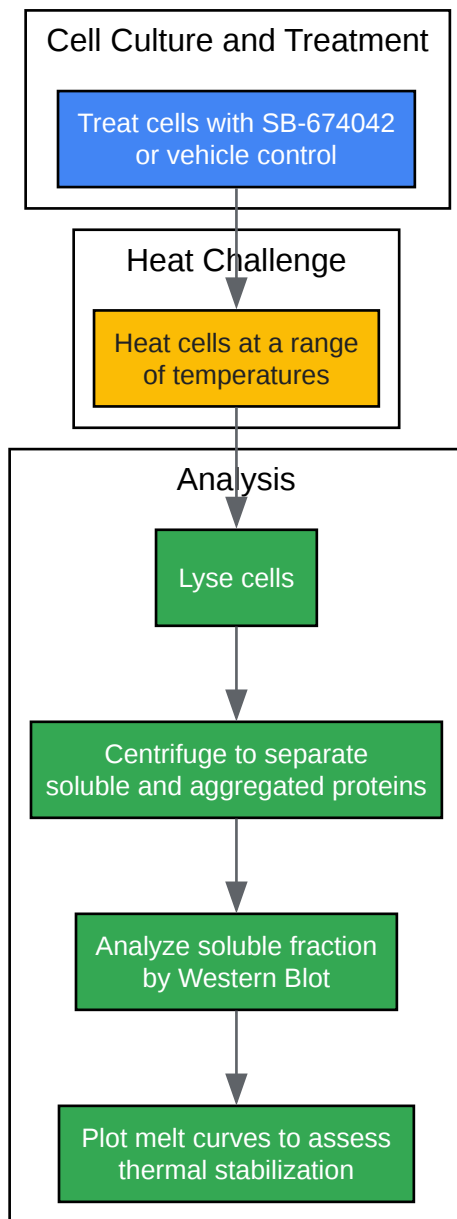 Cell Culture and Treatment
Treat cells with SB-674042
or vehicle control
Heat Challenge
Heat cells at a range
of temperatures
Analysis
Lyse cells
Centrifuge to separate
soluble and aggregated proteins
Analyze soluble fraction
by Western Blot
Plot melt curves to assess
thermal stabilization